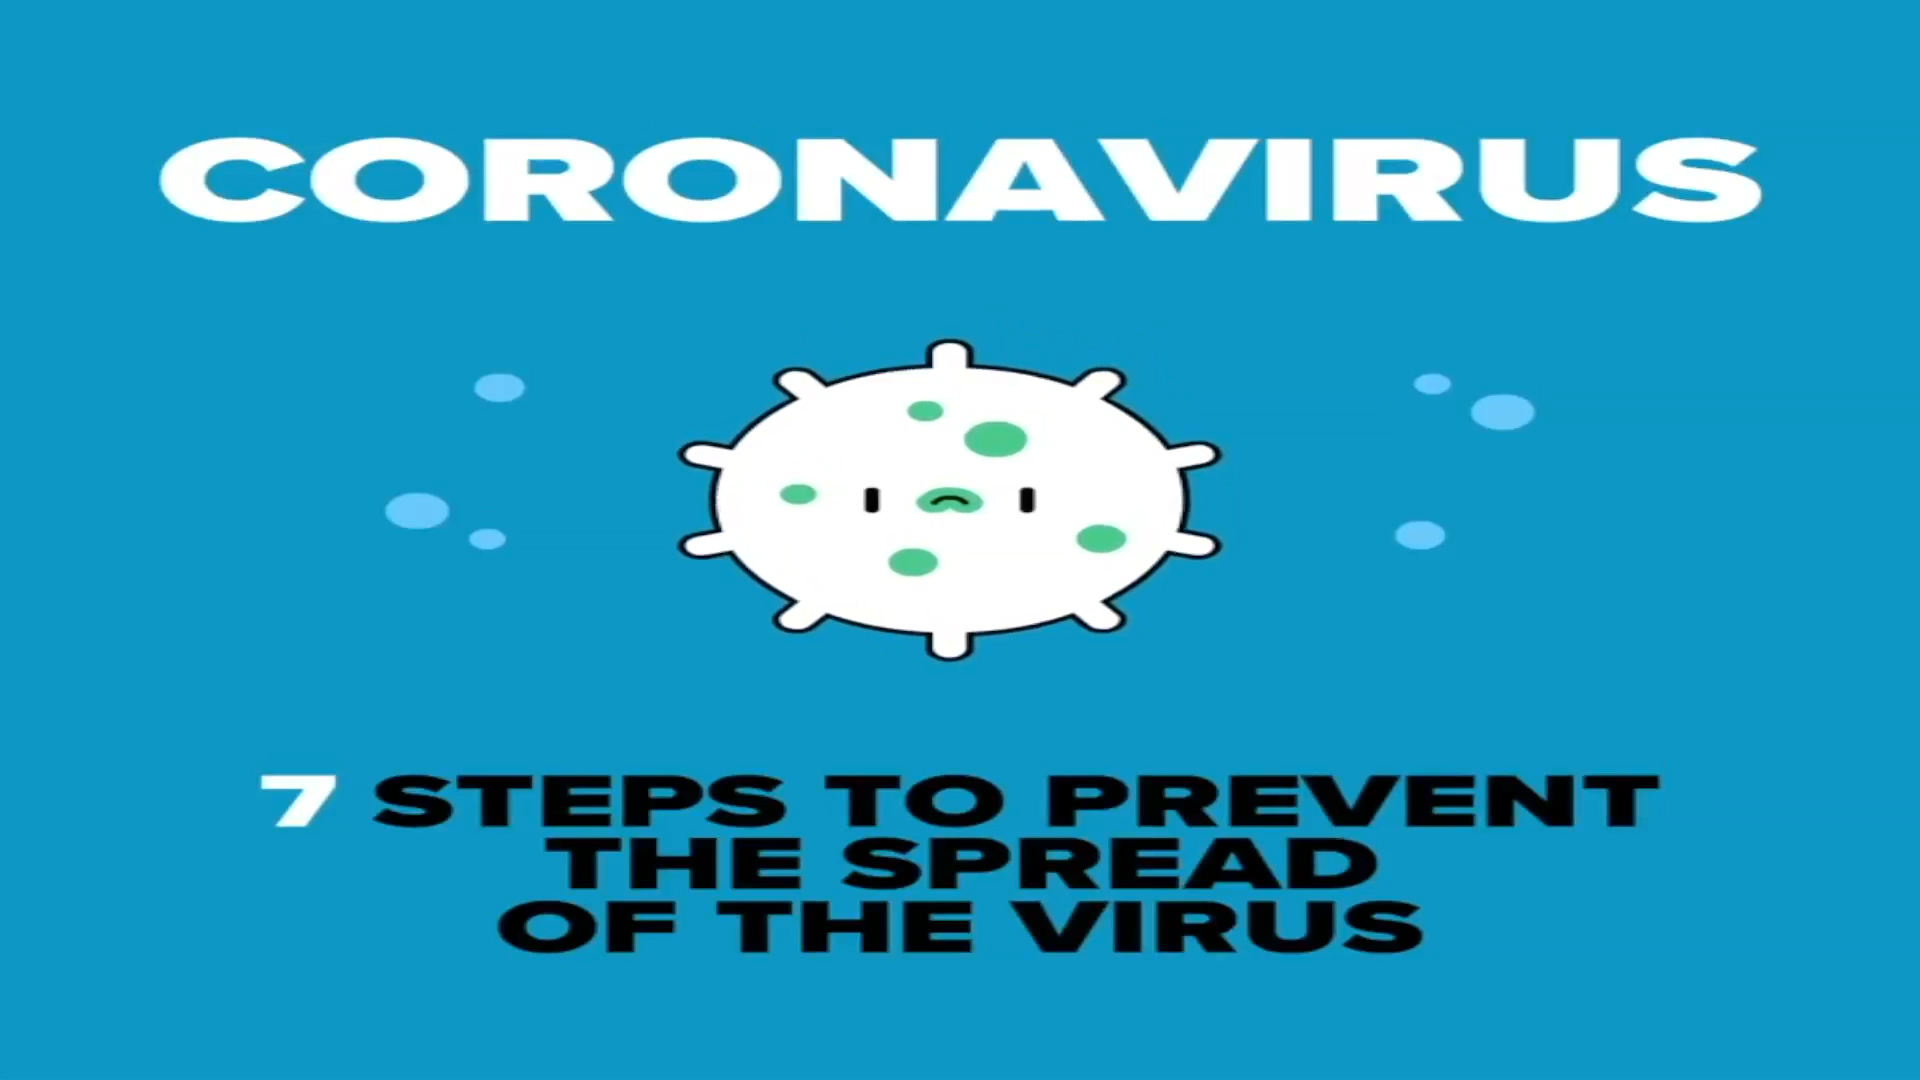 CORONAVIRUS
7 STEPS TO PREVENT
THE SPREAD
OF THE VIRUS